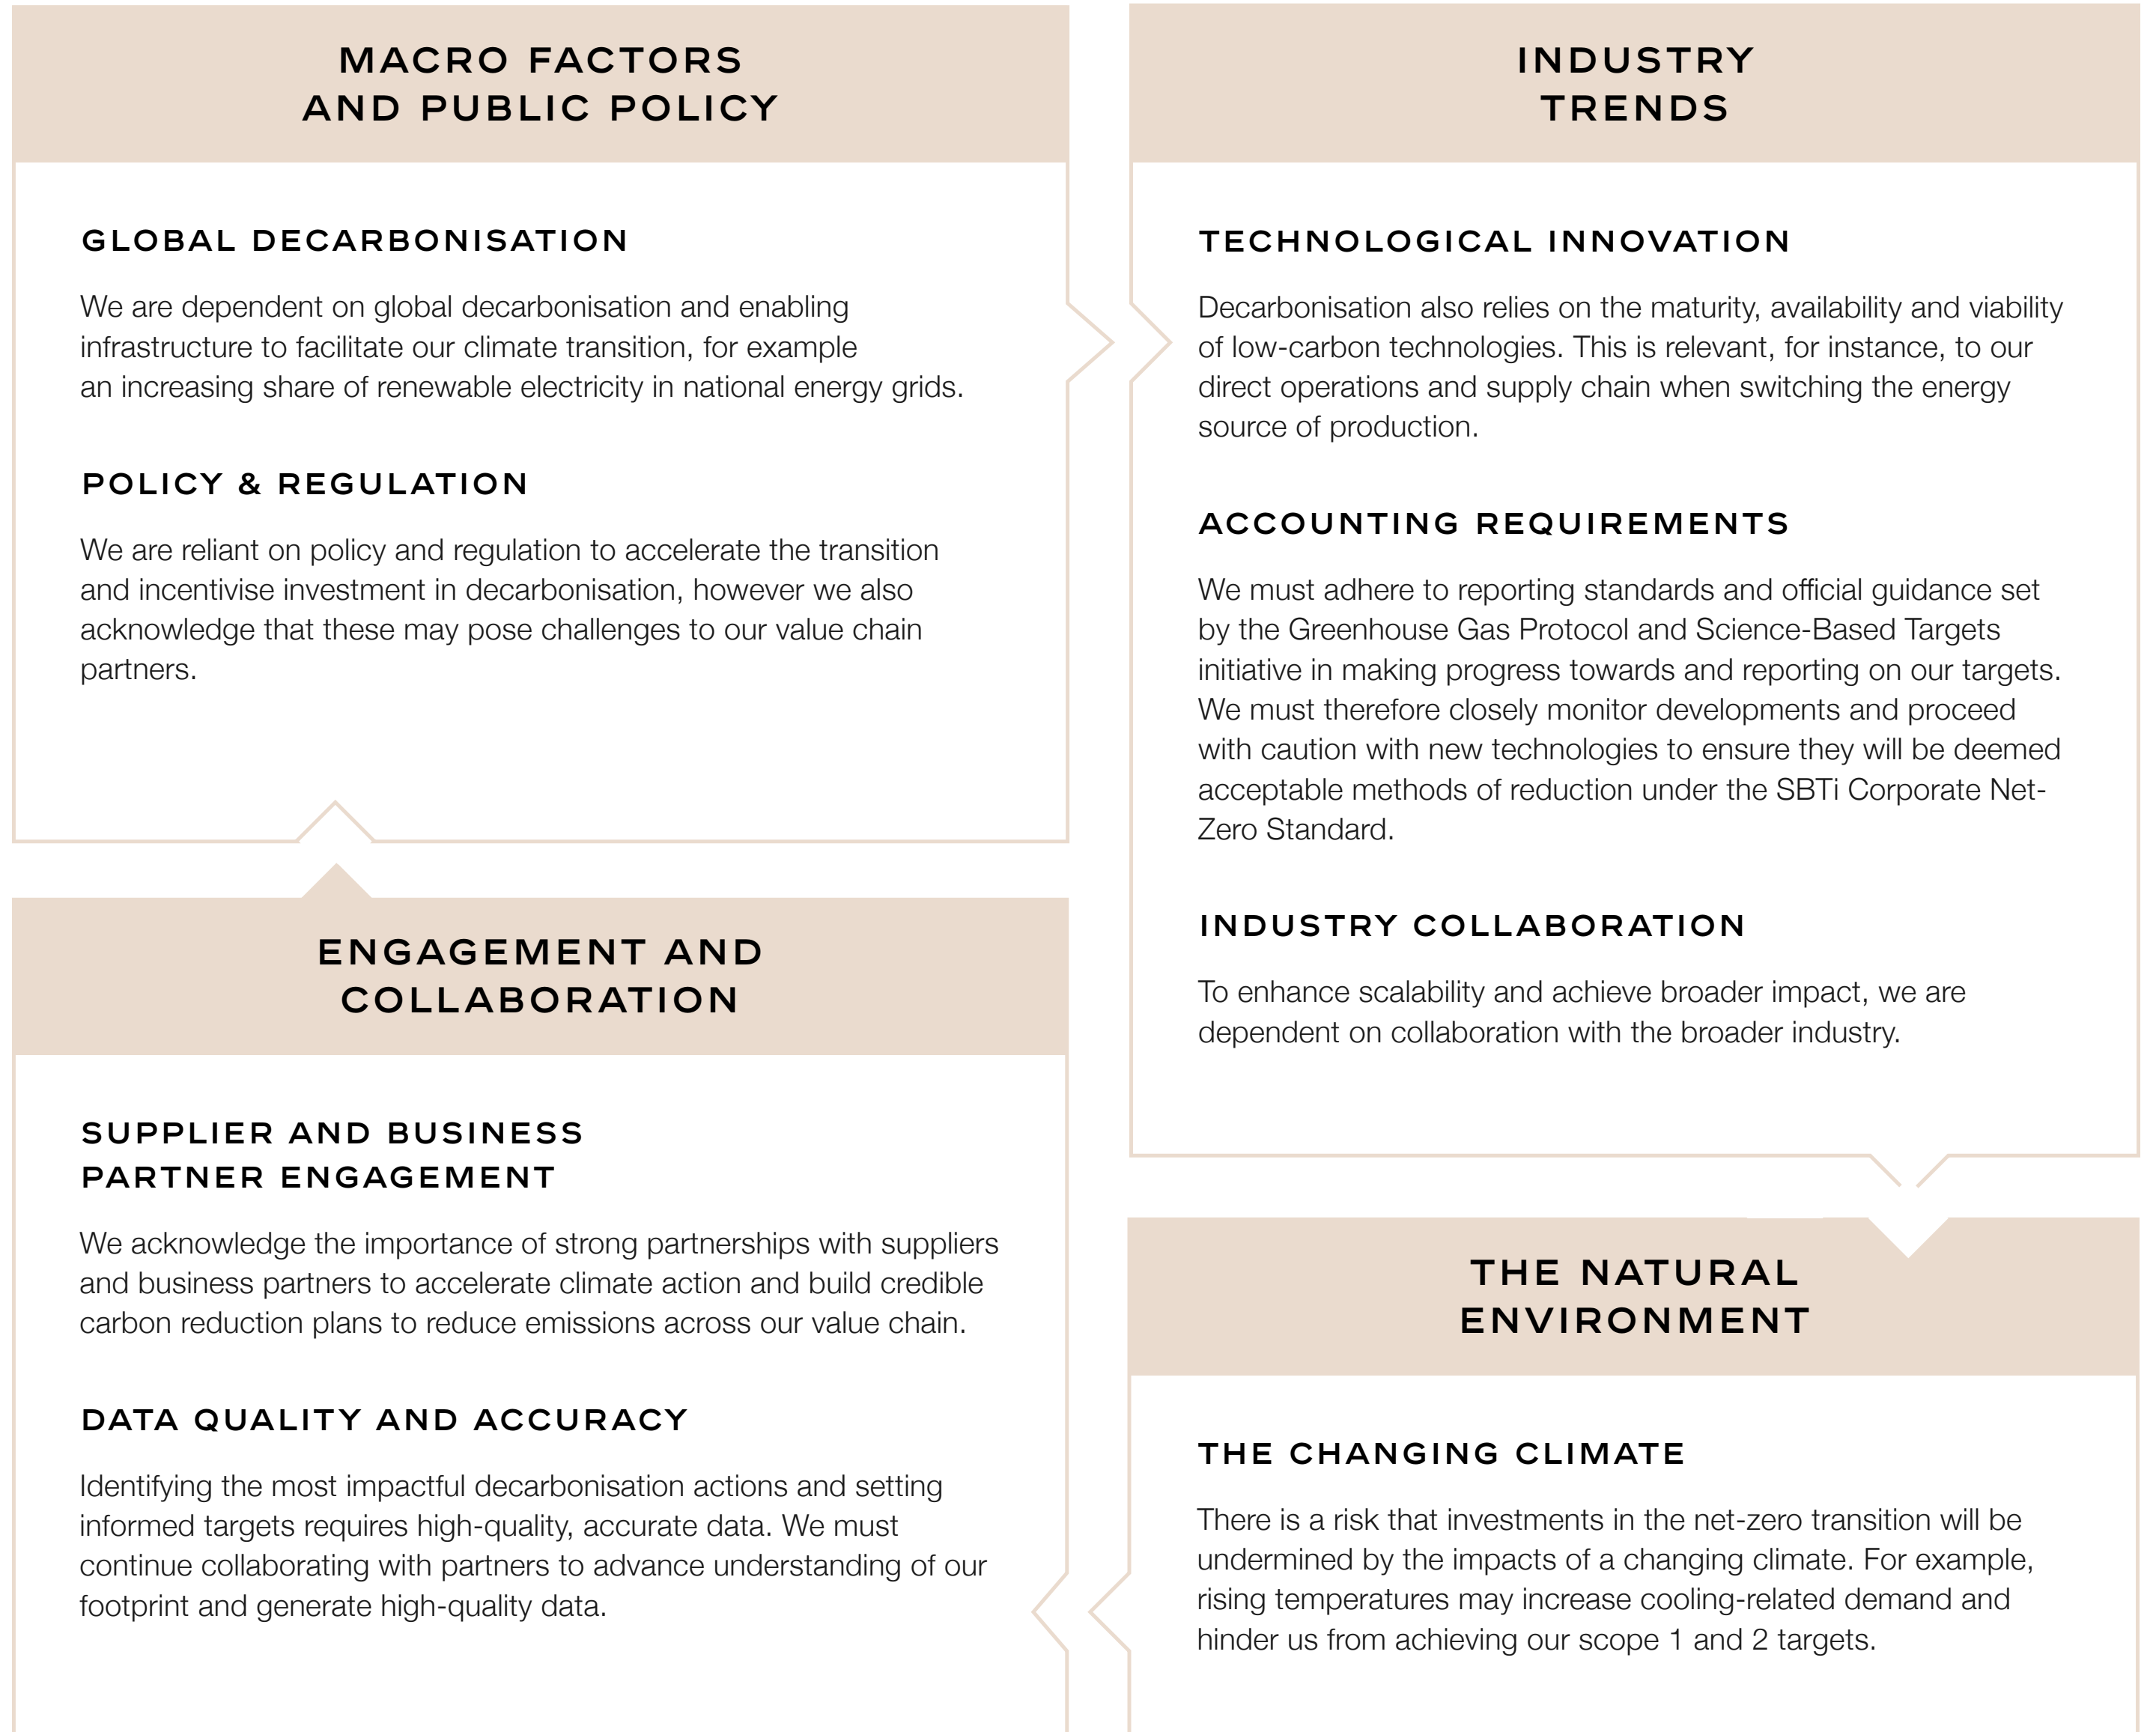 MACRO FACTORS
AND PUBLIC POLICY
GLOBAL DECARBONISATION
We are dependent on global decarbonisation and enabling
infrastructure to facilitate our climate transition, for example
an increasing share of renewable electricity in national energy grids.
POLICY & REGULATION
We are reliant on policy and regulation to accelerate the transition
and incentivise investment in decarbonisation, however we also
acknowledge that these may pose challenges to our value chain
partners.
INDUSTRY
TRENDS
TECHNOLOGICAL INNOVATION
Decarbonisation also relies on the maturity, availability and viability
of low-carbon technologies. This is relevant, for instance, to our
direct operations and supply chain when switching the energy
source of production.
ACCOUNTING REQUIREMENTS
We must adhere to reporting standards and official guidance set
by the Greenhouse Gas Protocol and Science-Based Targets
initiative in making progress towards and reporting on our targets.
We must therefore closely monitor developments and proceed
with caution with new technologies to ensure they will be deemed
acceptable methods of reduction under the SBTi Corporate Net-
Zero Standard.
INDUSTRY COLLABORATION
To enhance scalability and achieve broader impact, we are
dependent on collaboration with the broader industry.
ENGAGEMENT AND
COLLABORATION
SUPPLIER AND BUSINESS
PARTNER ENGAGEMENT
We acknowledge the importance of strong partnerships with suppliers
and business partners to accelerate climate action and build credible
carbon reduction plans to reduce emissions across our value chain.
DATA QUALITY AND ACCURACY
Identifying the most impactful decarbonisation actions and setting
informed targets requires high-quality, accurate data. We must
continue collaborating with partners to advance understanding of our
footprint and generate high-quality data.
THE NATURAL
ENVIRONMENT
THE CHANGING CLIMATE
There is a risk that investments in the net-zero transition will be
undermined by the impacts of a changing climate. For example,
rising temperatures may increase cooling-related demand and
hinder us from achieving our scope 1 and 2 targets.